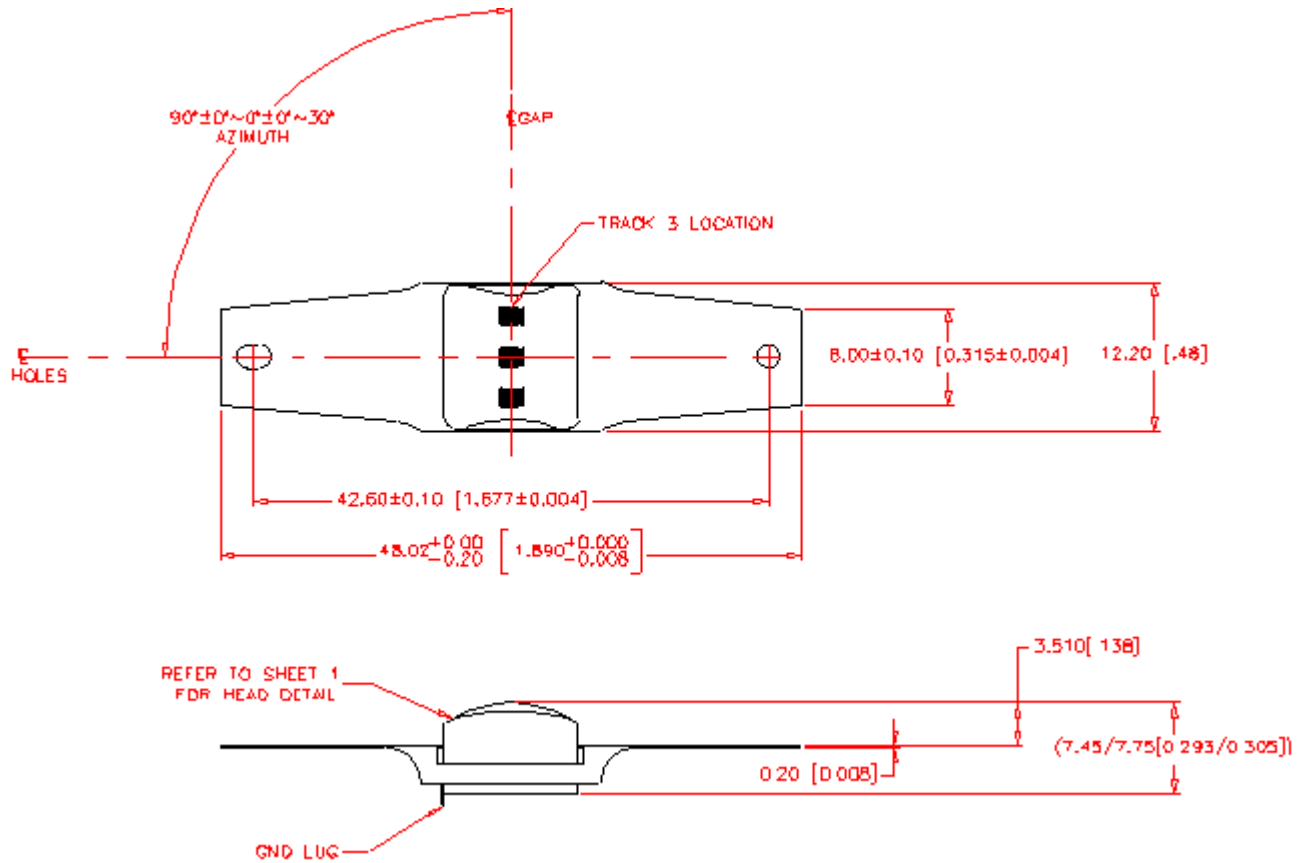 90°±0°~0°±0°~30°
AZIMUTH
℄GAP
TRACK 3 LOCATION
℄
HOLES
8.00±0.10 [0.315±0.004]
12.20 [.48]
42.60±0.10 [1.677±0.004]
48.02+0.00 -0.20 [1.890+0.000 -0.008]
REFER TO SHEET 1
FOR HEAD DETAIL
3.510[ 138]
(7.45/7.75[0 293/0 305])
0 20 [0.008]
GND LUG